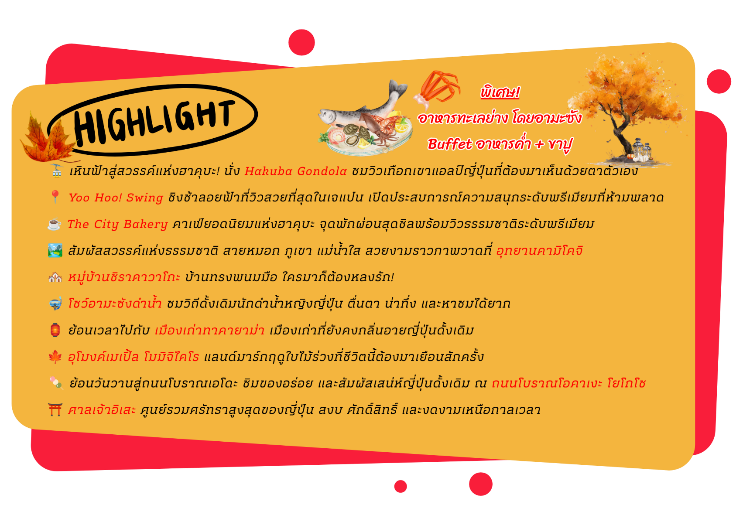 HIGHLIGHT
พิเศษ!
อาหารทะเลย่าง โดยอามะซัง
Buffet อาหารค่ำ + ขาปู
เหินฟ้าสู่สวรรค์แห่งฮาคุบะ! นั่ง Hakuba Gondola ชมวิวเทือกเขาแอลป์ญี่ปุ่นที่ต้องมาเห็นด้วยตาตัวเอง
Yoo Hoo! Swing ชิงช้าลอยฟ้าที่วิวสวยที่สุดในเจแปน เปิดประสบการณ์ความสนุกระดับพรีเมียมที่ห้ามพลาด
The City Bakery คาเฟ่ยอดนิยมแห่งฮาคุบะ จุดพักผ่อนสุดชิลพร้อมวิวธรรมชาติระดับพรีเมียม
สัมผัสสวรรค์แห่งธรรมชาติ สายหมอก ภูเขา แม่น้ำใส สวยงามราวภาพวาดที่ อุทยานคามิโคจิ
หมู่บ้านชิราคาวาโกะ บ้านทรงพนมมือ ใครมาก็ต้องหลงรัก!
โชว์อามะซังดำน้ำ ชมวิถีดั้งเดิมนักดำน้ำหญิงญี่ปุ่น ตื่นตา น่าทึ่ง และหาชมได้ยาก
ย้อนเวลาไปกับ เมืองเก่าทาคายาม่า เมืองเก่าที่ยังคงกลิ่นอายญี่ปุ่นดั้งเดิม
อุโมงค์เมเปิ้ล โมมิจิไคโร แลนด์มาร์กฤดูใบไม้ร่วงที่ชีวิตนี้ต้องมาเยือนสักครั้ง
ย้อนวันวานสู่ถนนโบราณเอโดะ ชิมของอร่อย และสัมผัสเสน่ห์ญี่ปุ่นดั้งเดิม ณ ถนนโบราณโอคาเงะ โยโกโช
ศาลเจ้าอิเสะ ศูนย์รวมศรัทธาสูงสุดของญี่ปุ่น สงบ ศักดิ์สิทธิ์ และงดงามเหนือกาลเวลา